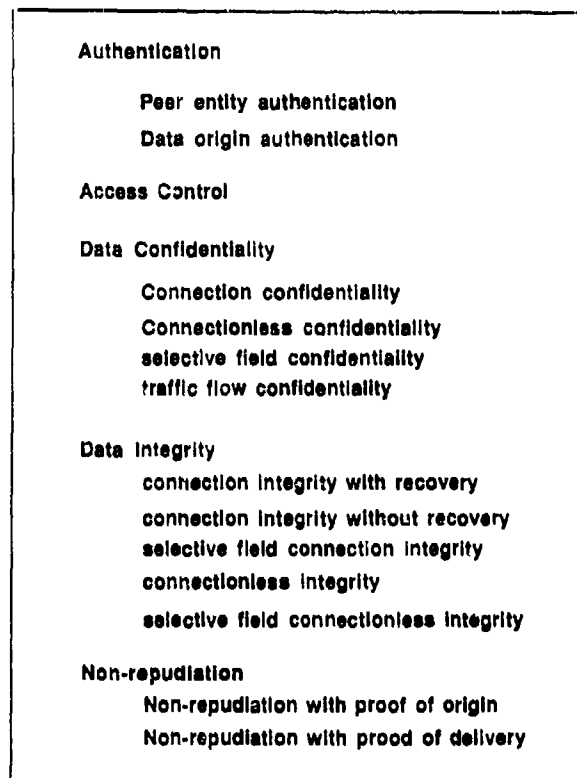 Authentication
Peer entity authentication
Data origin authentication
Access Control
Data Confidentiality
Connection confidentiality
Connectionless confidentiality
selective field confidentiality
traffic flow confidentiality
Data Integrity
connection integrity with recovery
connection integrity without recovery
selective field connection integrity
connectionless integrity
selective field connectionless integrity
Non-repudiation
Non-repudiation with proof of origin
Non-repudiation with prood of delivery